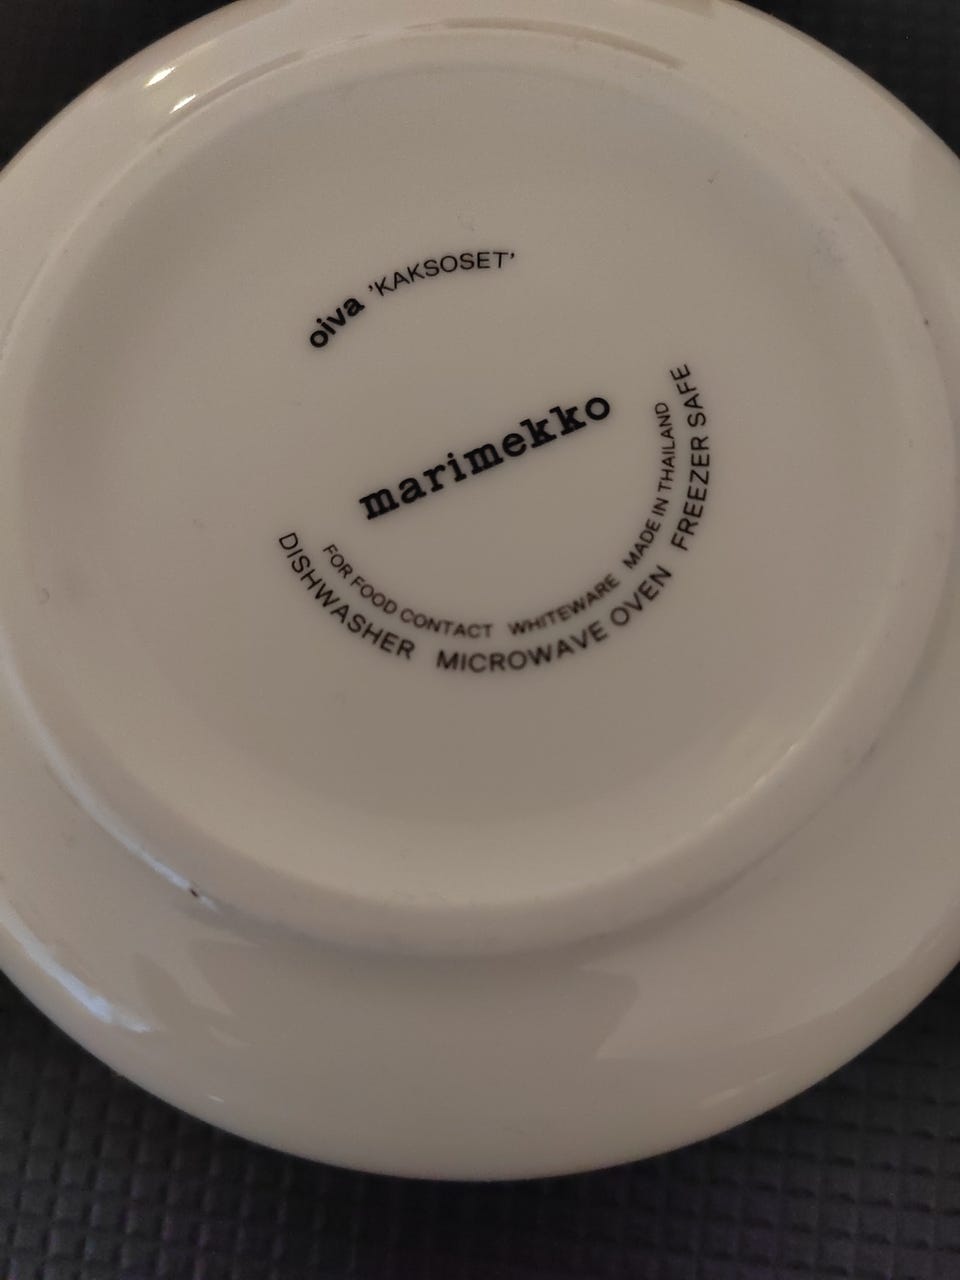 oiva ’KAKSOSET’
marimekko
FOR FOOD CONTACT WHITEWARE MADE IN THAILAND
DISHWASHER MICROWAVE OVEN FREEZER SAFE